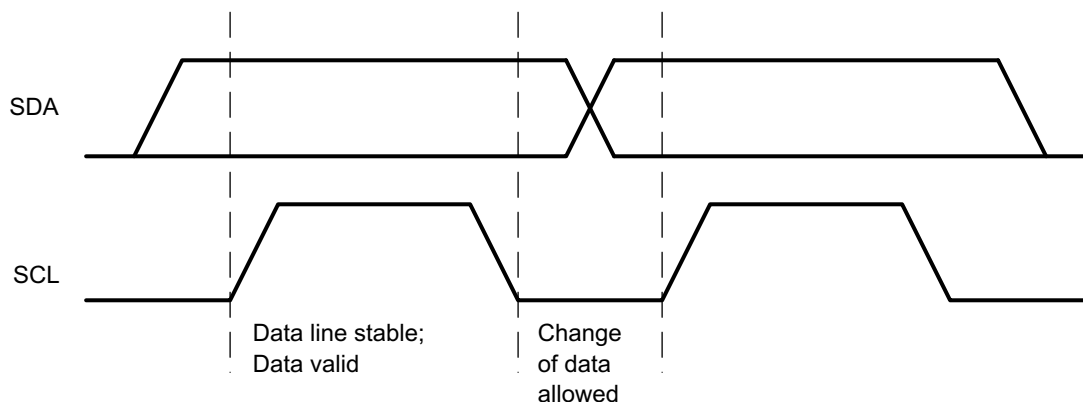 SDA
SCL
Data line stable;
Data valid
Change
of data
allowed